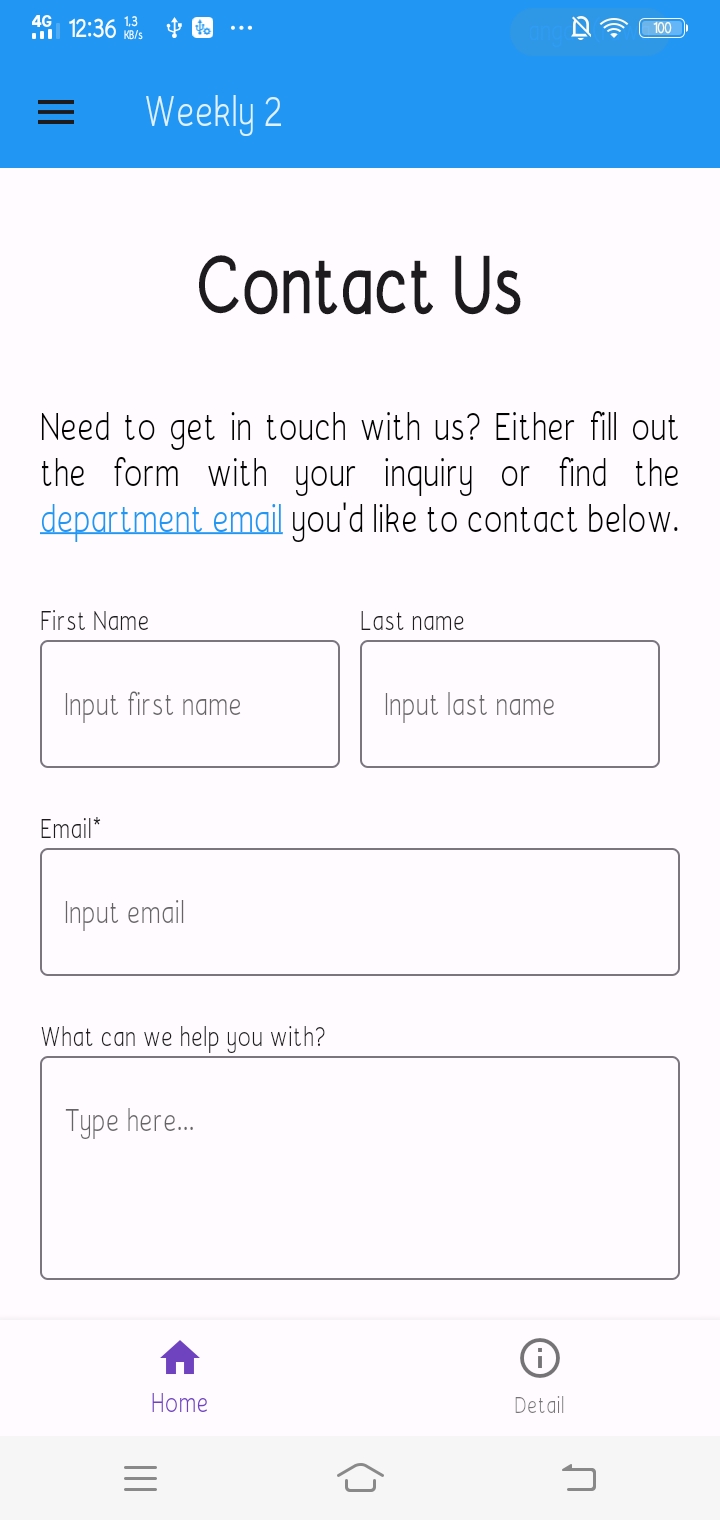 4G 12:36 1.3 KB/s 100
Weekly 2
Contact Us
Need to get in touch with us? Either fill out
the form with your inquiry or find the
department email you'd like to contact below.
First Name Last name
Input first name Input last name
Email*
Input email
What can we help you with?
Type here...
Home Detail